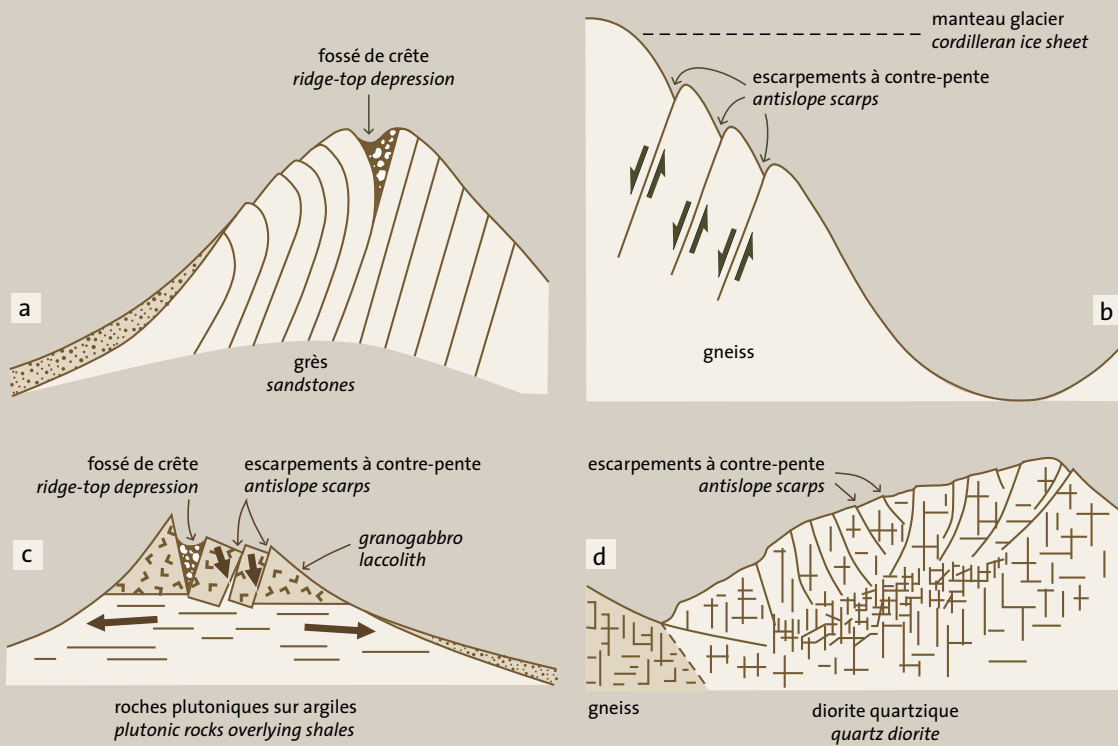 fossé de crête
ridge-top depression
a
grès
sandstones
manteau glacier
cordilleran ice sheet
escarpements à contre-pente
antislope scarps
b
gneiss
fossé de crête
ridge-top depression
escarpements à contre-pente
antislope scarps
granogabbro
laccolith
c
roches plutoniques sur argiles
plutonic rocks overlying shales
escarpements à contre-pente
antislope scarps
d
gneiss
diorite quartzique
quartz diorite